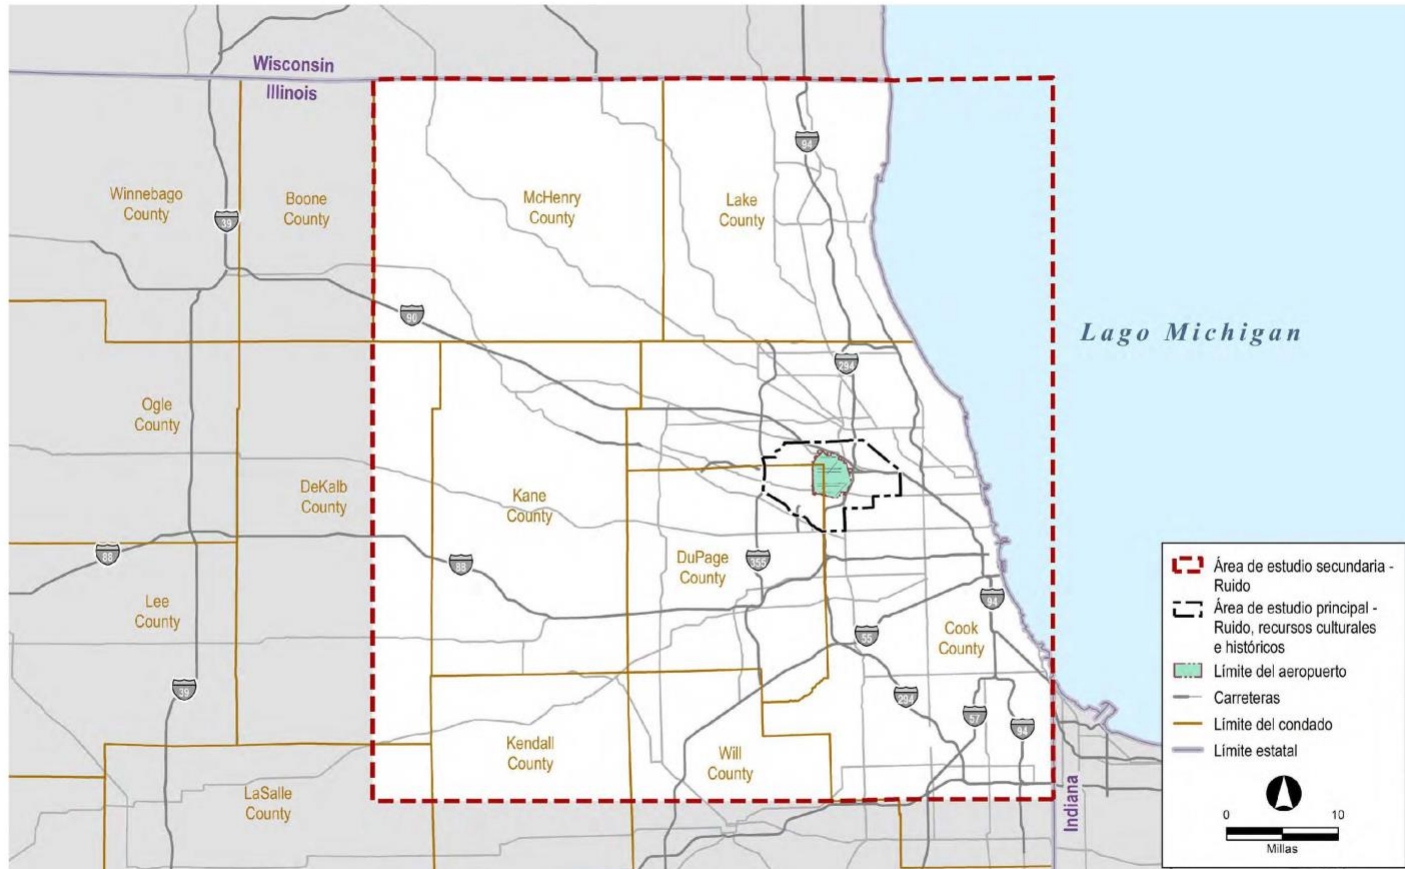 Wisconsin
Illinois
94
Winnebago
County
Boone
County
McHenry
County
Lake
County
39
90
Lago Michigan
294
Ogle
County
DeKalb
County
Kane
County
88
88
DuPage
County
355
Lee
County
94
55
Cook
County
39
294
57
94
Kendall
County
Will
County
LaSalle
County
Indiana
Área de estudio secundaria -
Ruido
Área de estudio principal -
Ruido, recursos culturales
e históricos
Límite del aeropuerto
Carreteras
Límite del condado
Límite estatal
0 10
Millas